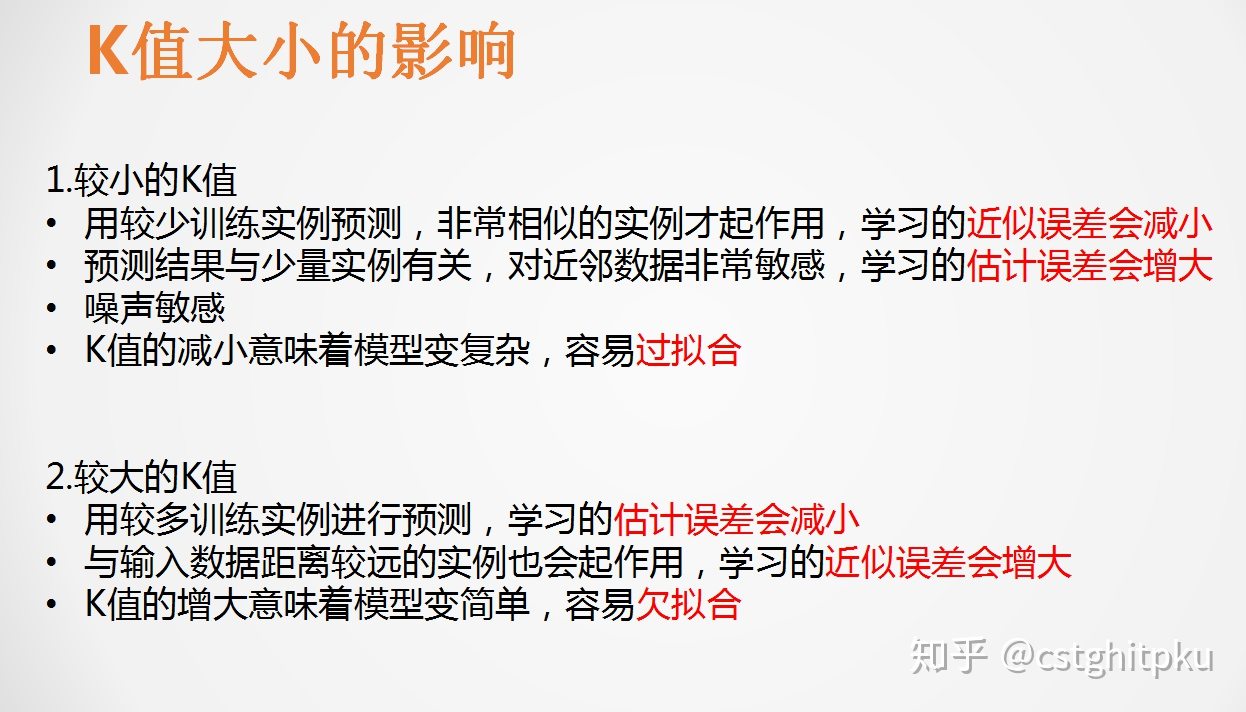 K值大小的影响
1.较小的K值
• 用较少训练实例预测，非常相似的实例才起作用，学习的近似误差会减小
• 预测结果与少量实例有关，对近邻数据非常敏感，学习的估计误差会增大
• 噪声敏感
• K值的减小意味着模型变复杂，容易过拟合
2.较大的K值
• 用较多训练实例进行预测，学习的估计误差会减小
• 与输入数据距离较远的实例也会起作用，学习的近似误差会增大
• K值的增大意味着模型变简单，容易欠拟合
知乎 @cstghitpku